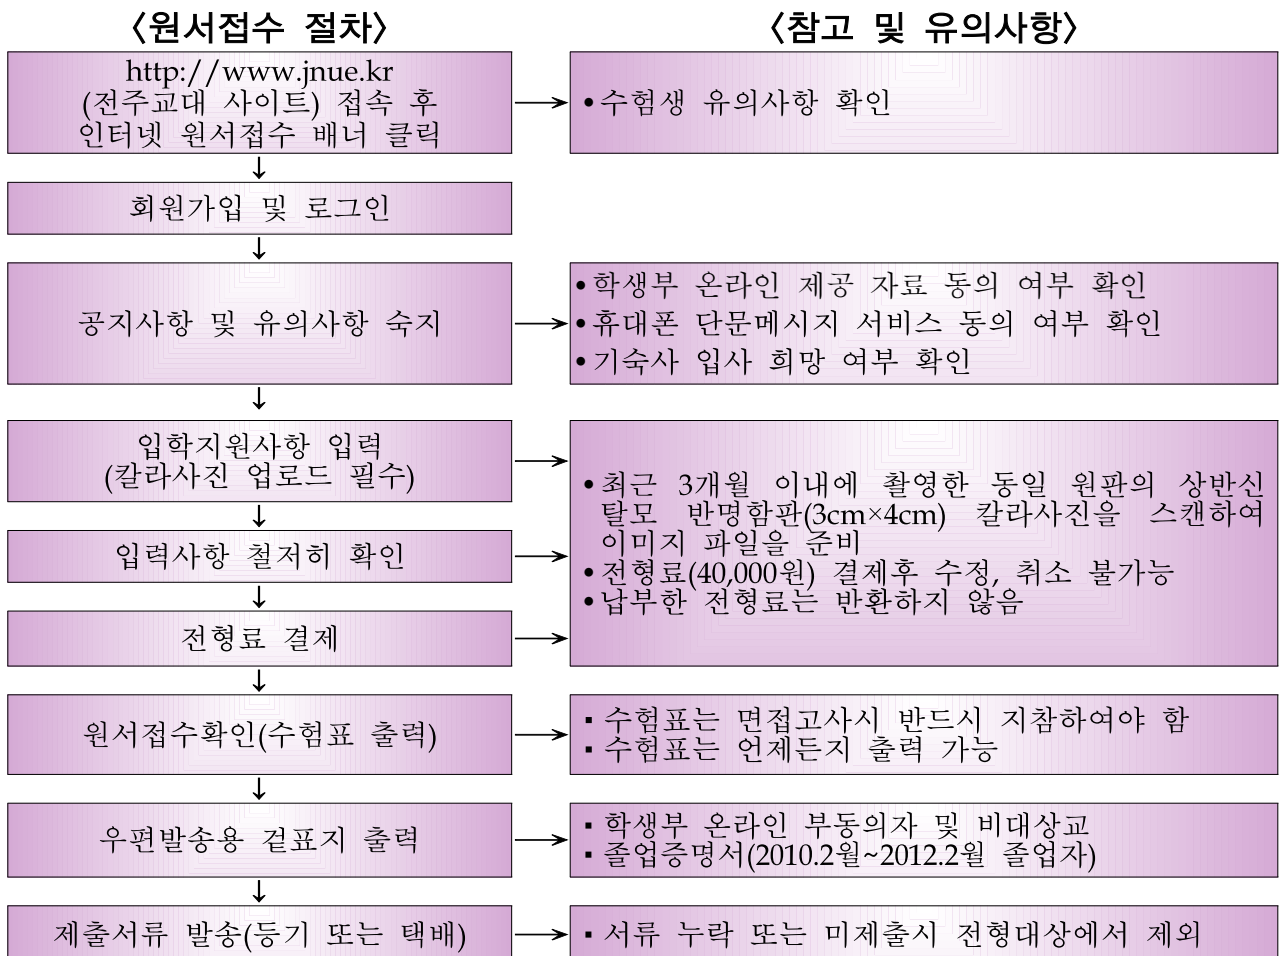 〈원서접수 절차〉
〈참고 및 유의사항〉
http://www.jnue.kr
(전주교대 사이트) 접속 후
인터넷 원서접수 배너 클릭
•수험생 유의사항 확인
회원가입 및 로그인
공지사항 및 유의사항 숙지
•학생부 온라인 제공 자료 동의 여부 확인
•휴대폰 단문메시지 서비스 동의 여부 확인
•기숙사 입사 희망 여부 확인
입학지원사항 입력
(칼라사진 업로드 필수)
입력사항 철저히 확인
전형료 결제
•최근 3개월 이내에 촬영한 동일 원판의 상반신
탈모 반명함판(3cm×4cm) 칼라사진을 스캔하여
이미지 파일을 준비
•전형료(40,000원) 결제후 수정, 취소 불가능
•납부한 전형료는 반환하지 않음
원서접수확인(수험표 출력)
▪ 수험표는 면접고사시 반드시 지참하여야 함
▪ 수험표는 언제든지 출력 가능
우편발송용 겉표지 출력
▪ 학생부 온라인 부동의자 및 비대상교
▪ 졸업증명서(2010.2월~2012.2월 졸업자)
제출서류 발송(등기 또는 택배)
▪ 서류 누락 또는 미제출시 전형대상에서 제외